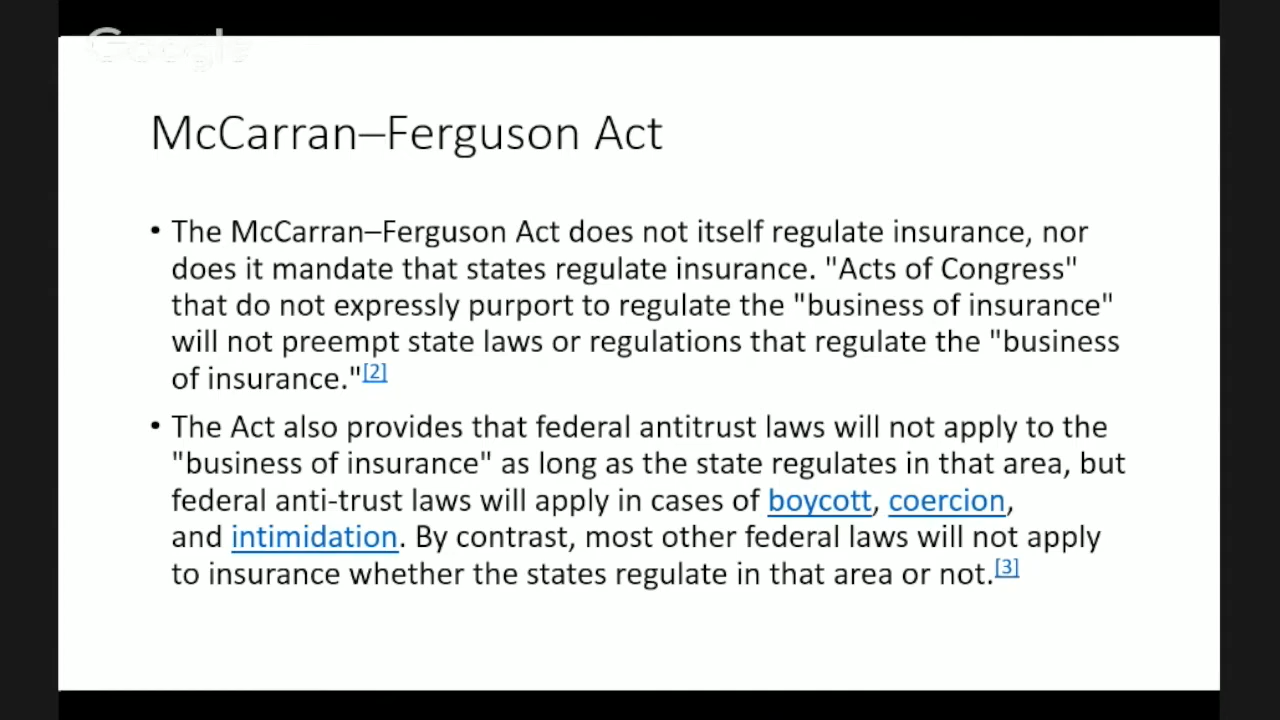 Google
McCarran–Ferguson Act
• The McCarran–Ferguson Act does not itself regulate insurance, nor
does it mandate that states regulate insurance. "Acts of Congress"
that do not expressly purport to regulate the "business of insurance"
will not preempt state laws or regulations that regulate the "business
of insurance."[2]
• The Act also provides that federal antitrust laws will not apply to the
"business of insurance" as long as the state regulates in that area, but
federal anti-trust laws will apply in cases of boycott, coercion,
and intimidation. By contrast, most other federal laws will not apply
to insurance whether the states regulate in that area or not.[3]